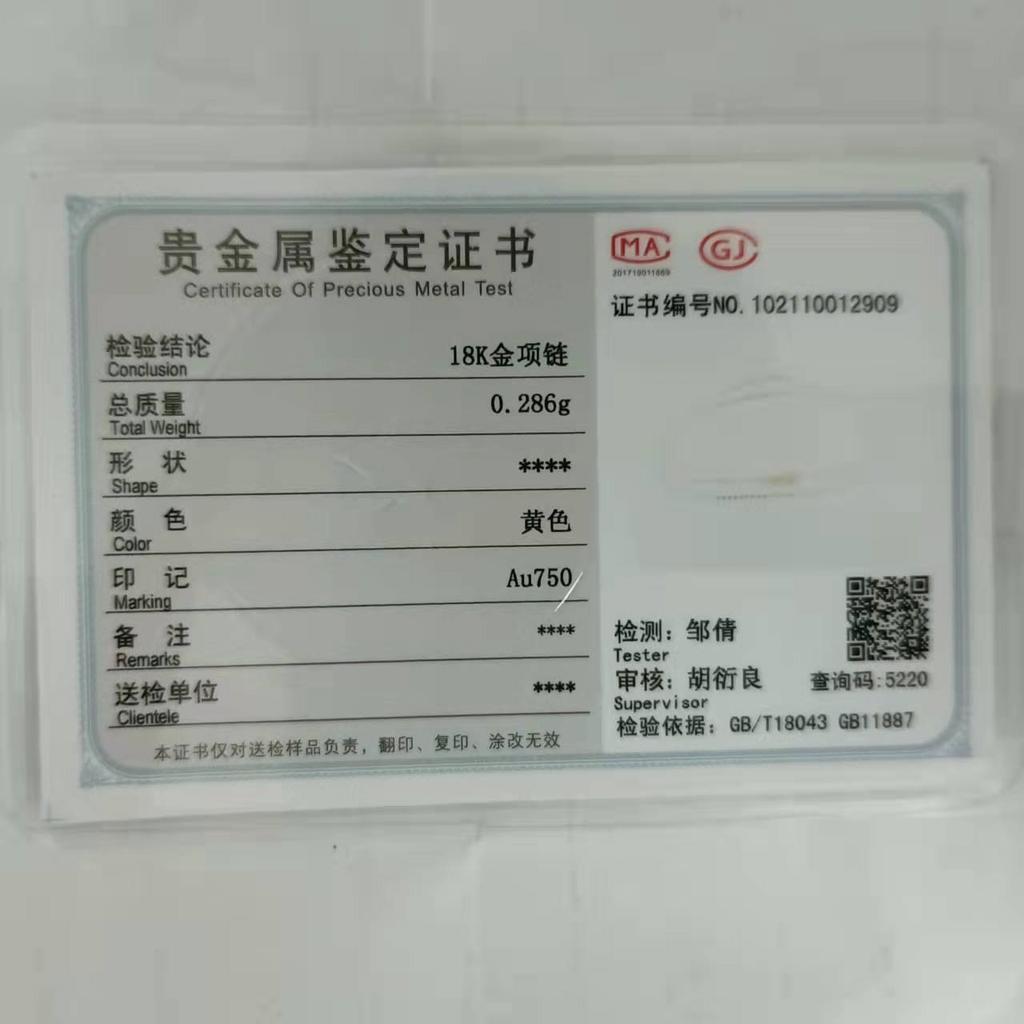 贵金属鉴定证书
Certificate Of Precious Metal Test
检验结论 18K金项链
Conclusion
总质量 0.286g
Total Weight
形 状 ****
Shape
颜 色 黄色
Color
印 记 Au750
Marking
备 注 ****
Remarks
送检单位 ****
Clientele
本证书仅对送检样品负责，翻印、复印、涂改无效
MA GJ
证书编号NO.102110012909
检测：邹倩
Tester
审核：胡衍良
Supervisor
查询码:5220
检验依据：GB/T18043 GB11887